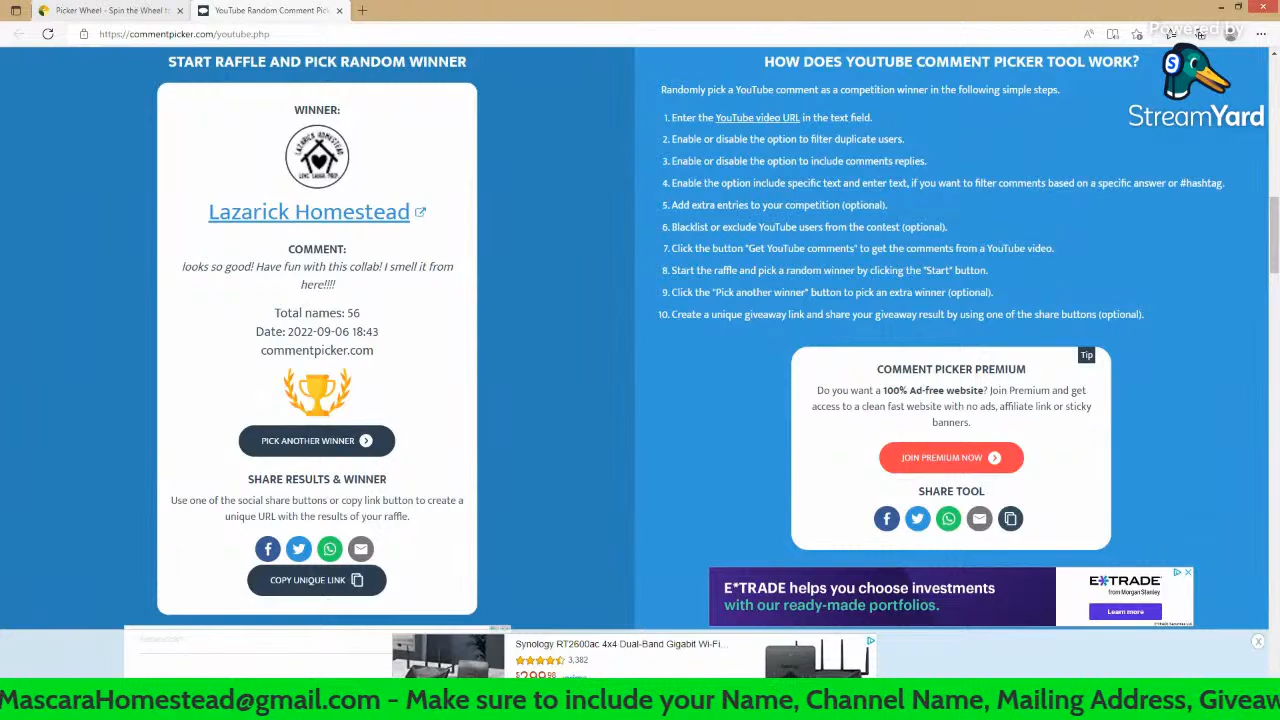 Picker Wheel - Spin the Wheel to
YouTube Random Comment Pick
https://commentpicker.com/youtube.php
Powered by
StreamYard
START RAFFLE AND PICK RANDOM WINNER
WINNER:
LAZARICK HOMESTEAD
Lazarick Homestead
COMMENT:
looks so good! Have fun with this collab! I smell it from
here!!!!
Total names: 56
Date: 2022-09-06 18:43
commentpicker.com
PICK ANOTHER WINNER
SHARE RESULTS & WINNER
Use one of the social share buttons or copy link button to create a
unique URL with the results of your raffle.
COPY UNIQUE LINK
HOW DOES YOUTUBE COMMENT PICKER TOOL WORK?
Randomly pick a YouTube comment as a competition winner in the following simple steps.
1. Enter the YouTube video URL in the text field.
2. Enable or disable the option to filter duplicate users.
3. Enable or disable the option to include comments replies.
4. Enable the option include specific text and enter text, if you want to filter comments based on a specific answer or #hashtag.
5. Add extra entries to your competition (optional).
6. Blacklist or exclude YouTube users from the contest (optional).
7. Click the button "Get YouTube comments" to get the comments from a YouTube video.
8. Start the raffle and pick a random winner by clicking the "Start" button.
9. Click the "Pick another winner" button to pick an extra winner (optional).
10. Create a unique giveaway link and share your giveaway result by using one of the share buttons (optional).
Tip
COMMENT PICKER PREMIUM
Do you want a 100% Ad-free website? Join Premium and get
access to a clean fast website with no ads, affiliate link or sticky
banners.
JOIN PREMIUM NOW
SHARE TOOL
E*TRADE helps you choose investments
with our ready-made portfolios.
E*TRADE
from Morgan Stanley
Learn more
Synology RT2600ac 4x4 Dual-Band Gigabit Wi-Fi...
3,382
MascaraHomestead@gmail.com - Make sure to include your Name, Channel Name, Mailing Address, Giveaw